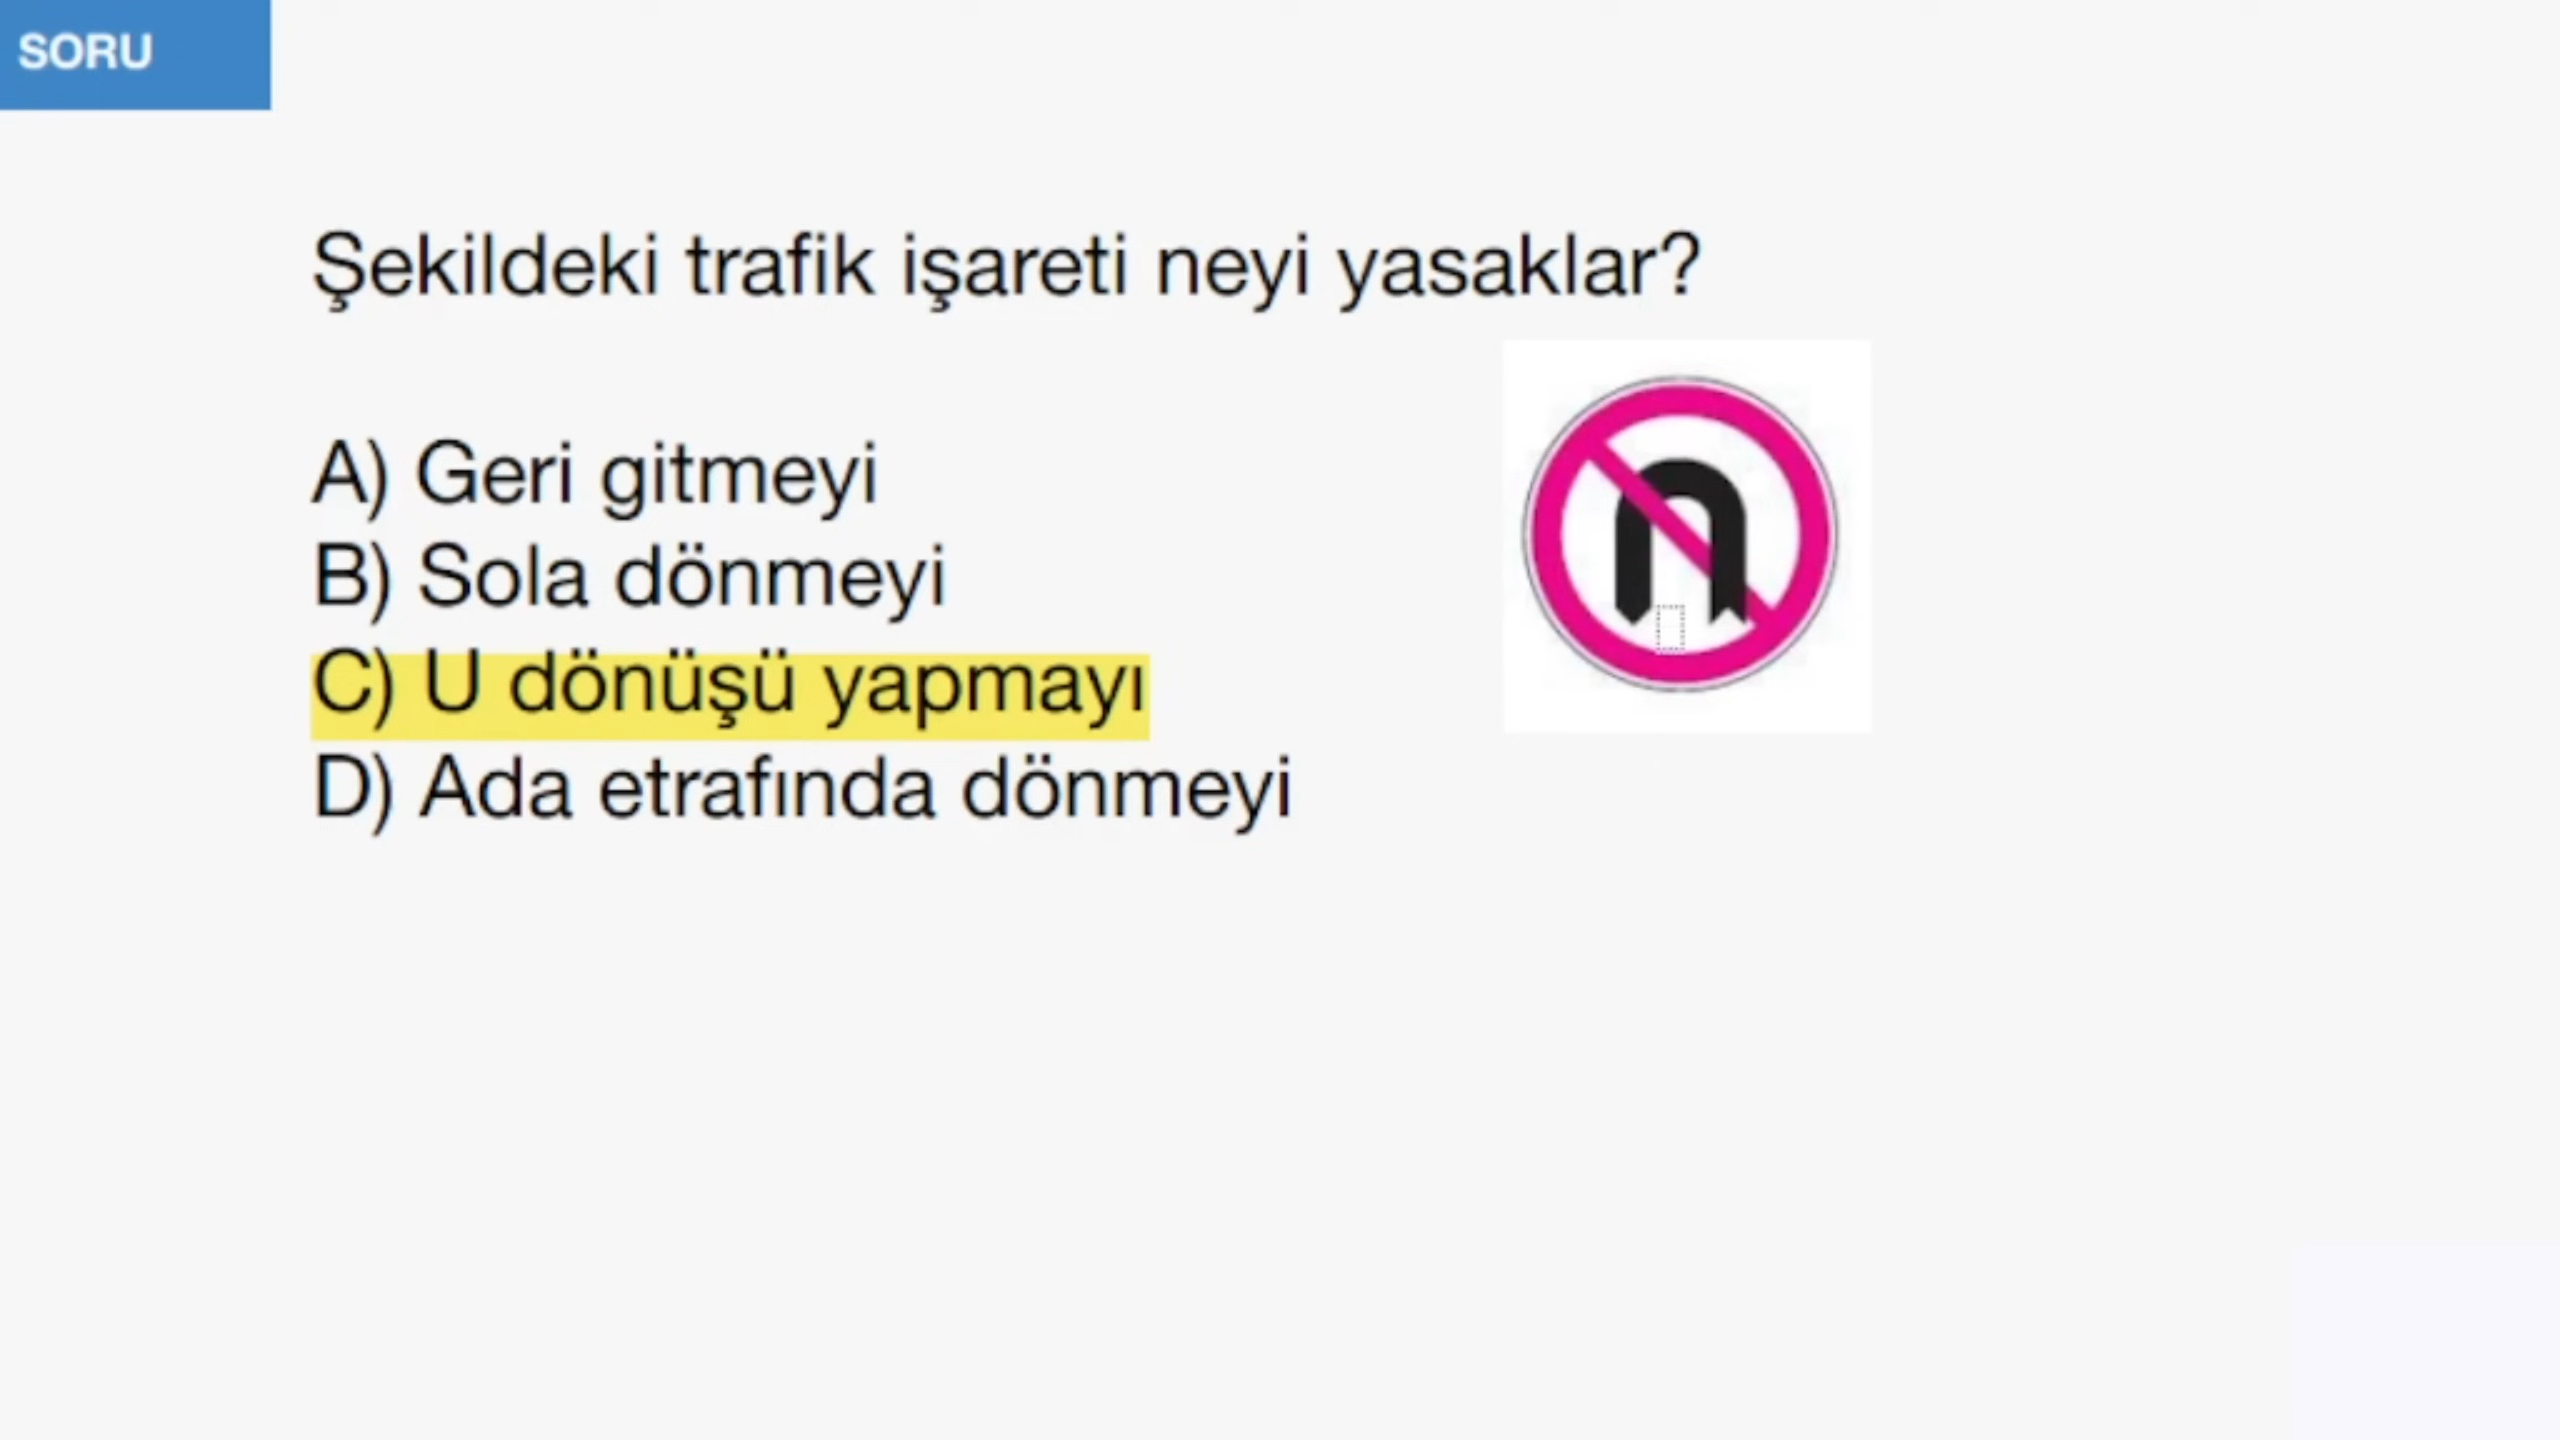 SORU
Şekildeki trafik işareti neyi yasaklar?
A) Geri gitmeyi
B) Sola dönmeyi
C) U dönüşü yapmayı
D) Ada etrafında dönmeyi